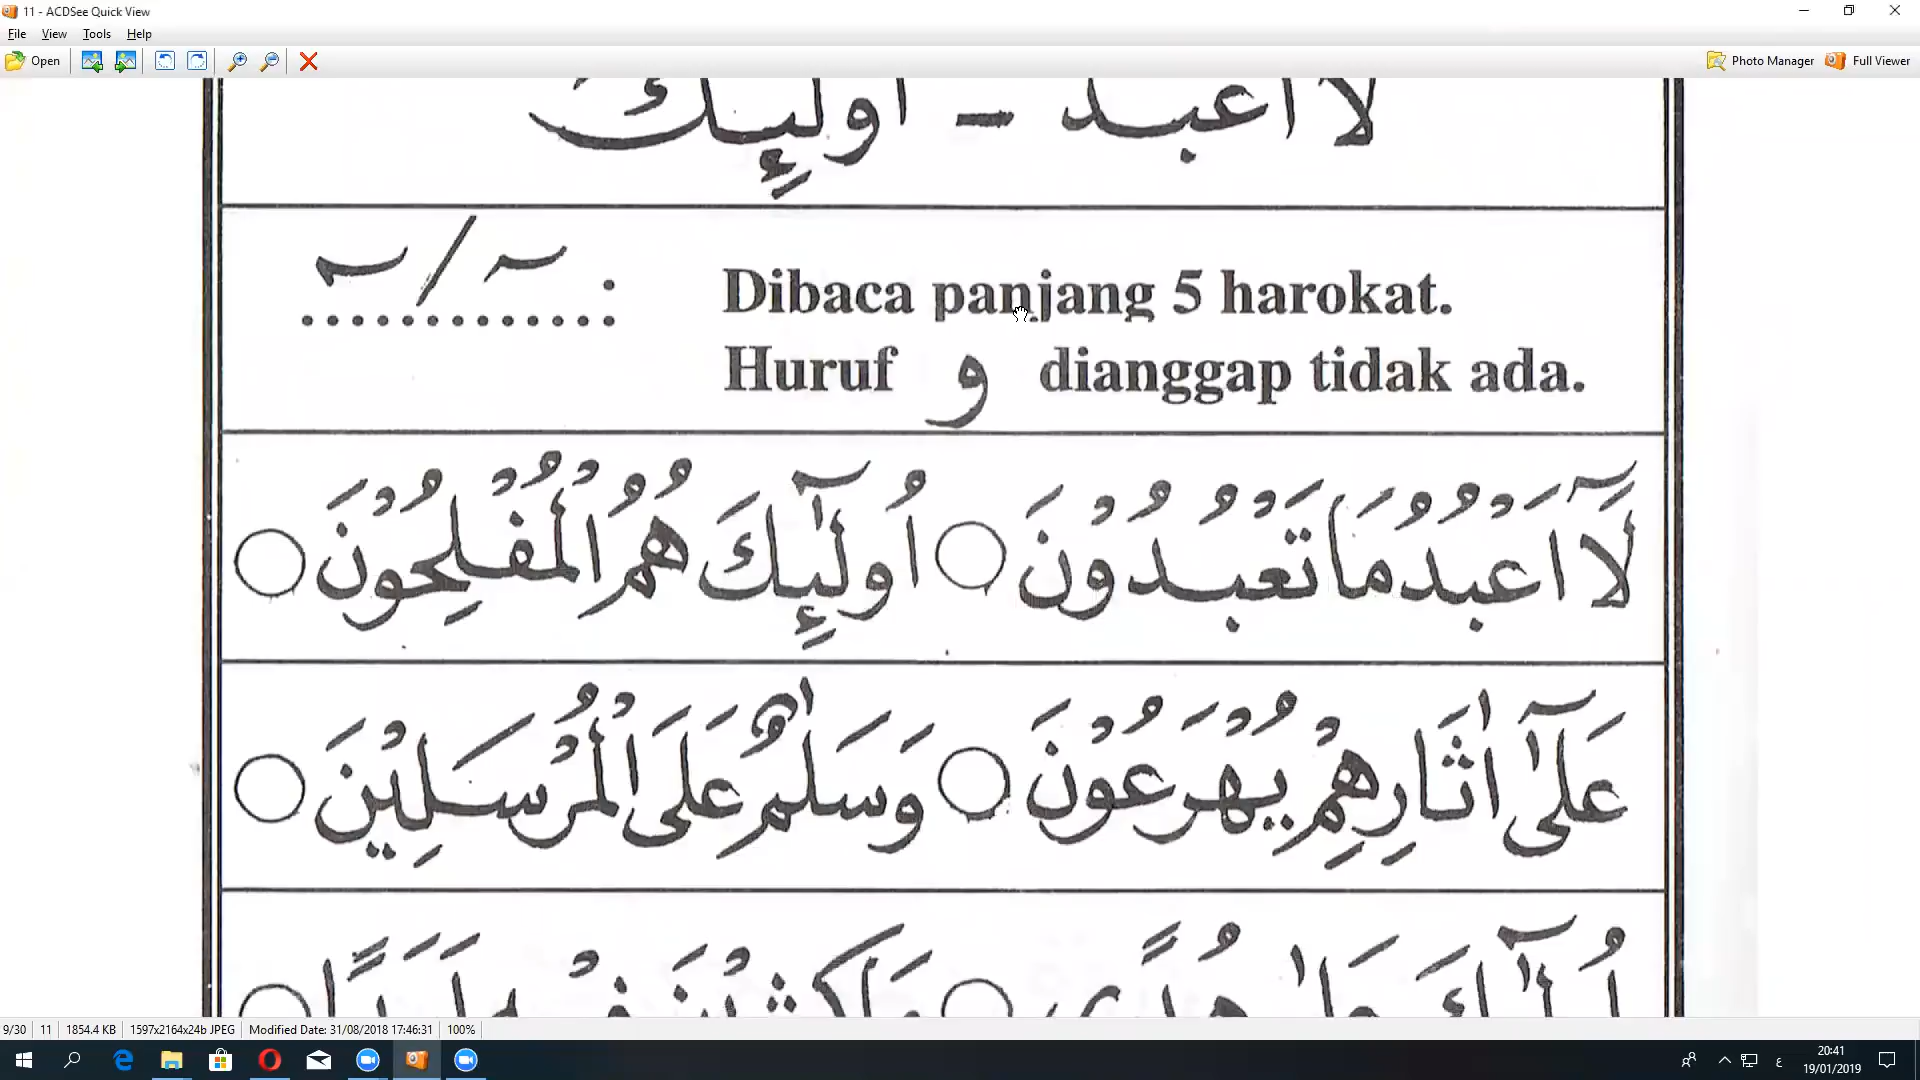 11 - ACDSee Quick View
File View Tools Help
Open Photo Manager Full Viewer
لا اعبد – اولٰئِك
Dibaca panjang 5 harokat.
Huruf و dianggap tidak ada.
لَآ اَعْبُدُ مَا تَعْبُدُوْنَ ○ اُولٰٓئِكَ هُمُ الْمُفْلِحُوْنَ ○
عَلٰٓى اٰثَارِهِمْ يُهْرَعُوْنَ ○ وَسَلٰمٌ عَلَى الْمُرْسَلِيْنَ ○
9/30 11 1854.4 KB 1597x2164x24b JPEG Modified Date: 31/08/2018 17:46:31 100%
ع
20:41
19/01/2019